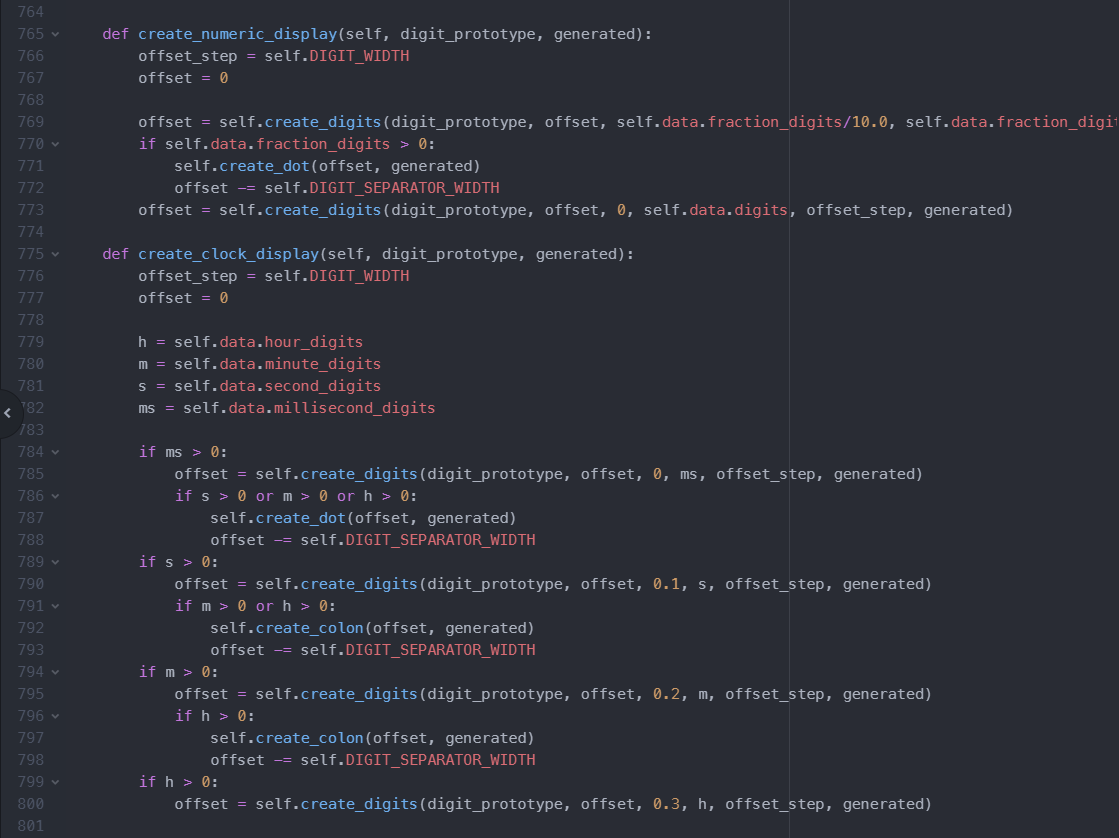 764
765 def create_numeric_display(self, digit_prototype, generated):
766 offset_step = self.DIGIT_WIDTH
767 offset = 0
768
769 offset = self.create_digits(digit_prototype, offset, self.data.fraction_digits/10.0, self.data.fraction_digi
770 if self.data.fraction_digits > 0:
771 self.create_dot(offset, generated)
772 offset -= self.DIGIT_SEPARATOR_WIDTH
773 offset = self.create_digits(digit_prototype, offset, 0, self.data.digits, offset_step, generated)
774
775 def create_clock_display(self, digit_prototype, generated):
776 offset_step = self.DIGIT_WIDTH
777 offset = 0
778
779 h = self.data.hour_digits
780 m = self.data.minute_digits
781 s = self.data.second_digits
782 ms = self.data.millisecond_digits
783
784 if ms > 0:
785 offset = self.create_digits(digit_prototype, offset, 0, ms, offset_step, generated)
786 if s > 0 or m > 0 or h > 0:
787 self.create_dot(offset, generated)
788 offset -= self.DIGIT_SEPARATOR_WIDTH
789 if s > 0:
790 offset = self.create_digits(digit_prototype, offset, 0.1, s, offset_step, generated)
791 if m > 0 or h > 0:
792 self.create_colon(offset, generated)
793 offset -= self.DIGIT_SEPARATOR_WIDTH
794 if m > 0:
795 offset = self.create_digits(digit_prototype, offset, 0.2, m, offset_step, generated)
796 if h > 0:
797 self.create_colon(offset, generated)
798 offset -= self.DIGIT_SEPARATOR_WIDTH
799 if h > 0:
800 offset = self.create_digits(digit_prototype, offset, 0.3, h, offset_step, generated)
801